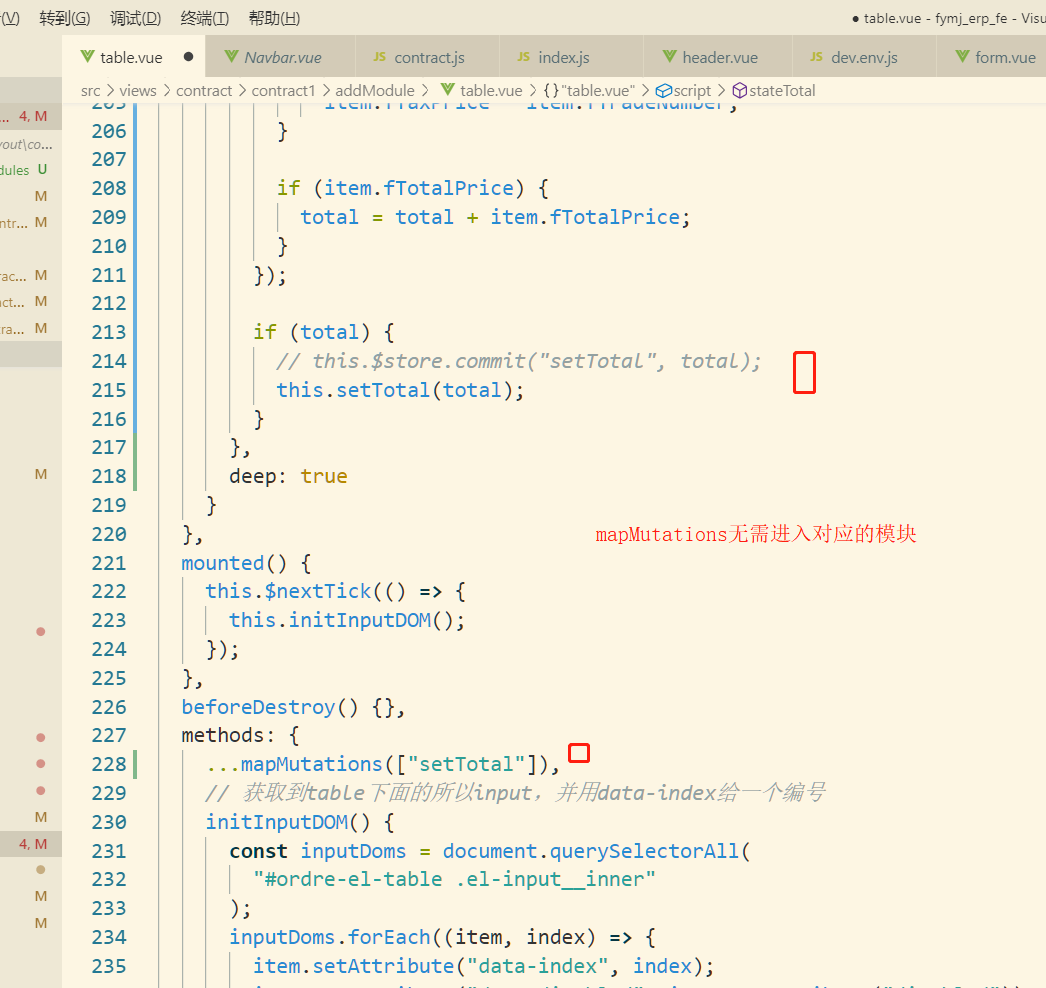 (V) 转到(G) 调试(D) 终端(T) 帮助(H) ● table.vue - fymj_erp_fe - Visu
table.vue ● Navbar.vue JS contract.js JS index.js header.vue JS dev.env.js form.vue
src > views > contract > contract1 > addModule > table.vue > {} "table.vue" > script > stateTotal
206 }
207
208 if (item.fTotalPrice) {
209 total = total + item.fTotalPrice;
210 }
211 });
212
213 if (total) {
214 // this.$store.commit("setTotal", total);
215 this.setTotal(total);
216 }
217 },
218 deep: true
219 }
220 },
mapMutations无需进入对应的模块
221 mounted() {
222 this.$nextTick(() => {
223 this.initInputDOM();
224 });
225 },
226 beforeDestroy() {},
227 methods: {
228 ...mapMutations(["setTotal"]),
229 // 获取到table下面的所以input，并用data-index给一个编号
230 initInputDOM() {
231 const inputDoms = document.querySelectorAll(
232 "#ordre-el-table .el-input__inner"
233 );
234 inputDoms.forEach((item, index) => {
235 item.setAttribute("data-index", index);
... 4, M
yout\co...
dules U
M
ntr... M
rac... M
act... M
tra... M
M
M
4, M
M
M